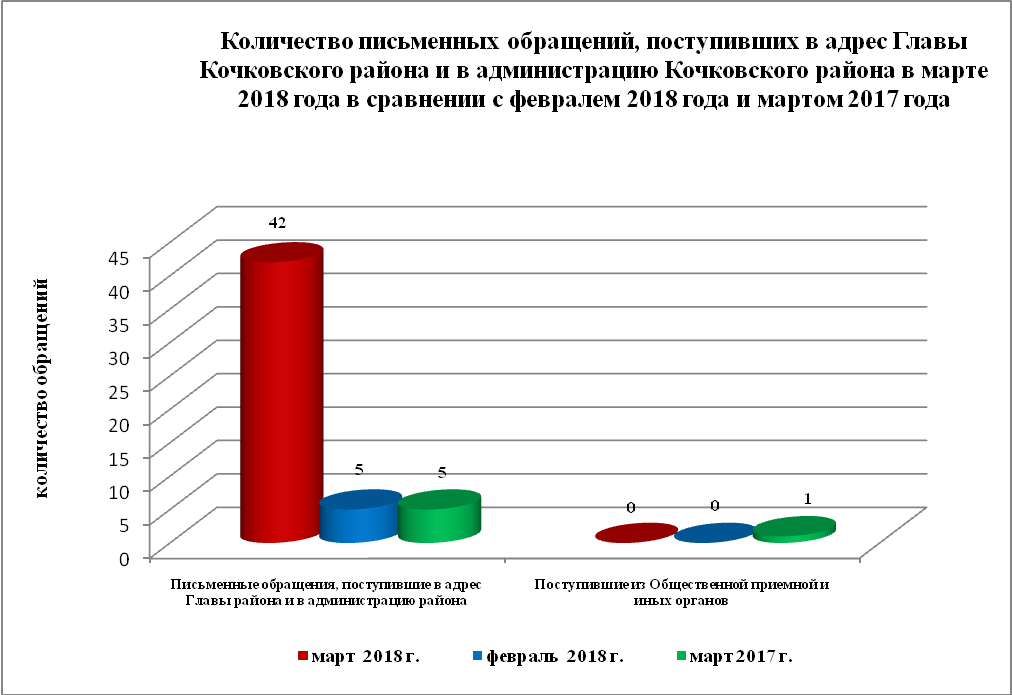 Количество письменных обращений, поступивших в адрес Главы
Кочковского района и в администрацию Кочковского района в марте
2018 года в сравнении с февралем 2018 года и мартом 2017 года
количество обращений
45
40
35
30
25
20
15
10
5
0
42
5
5
0
0
1
Письменные обращения, поступившие в адрес
Главы района и в администрацию района
Поступившие из Общественной приемной и
иных органов
март 2018 г.
февраль 2018 г.
март 2017 г.